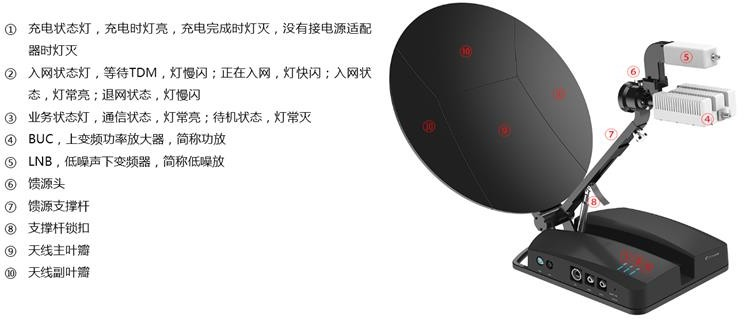 ① 充电状态灯，充电时灯亮，充电完成时灯灭，没有接电源适配
器时灯灭
② 入网状态灯，等待TDM，灯慢闪；正在入网，灯快闪；入网状
态，灯常亮；退网状态，灯慢闪
③ 业务状态灯，通信状态，灯常亮；待机状态，灯常灭
④ BUC，上变频功率放大器，简称功放
⑤ LNB，低噪声下变频器，简称低噪放
⑥ 馈源头
⑦ 馈源支撑杆
⑧ 支撑杆锁扣
⑨ 天线主叶瓣
⑩ 天线副叶瓣
⑩
⑤
⑥
⑩
④
⑩
⑨
⑦
⑧